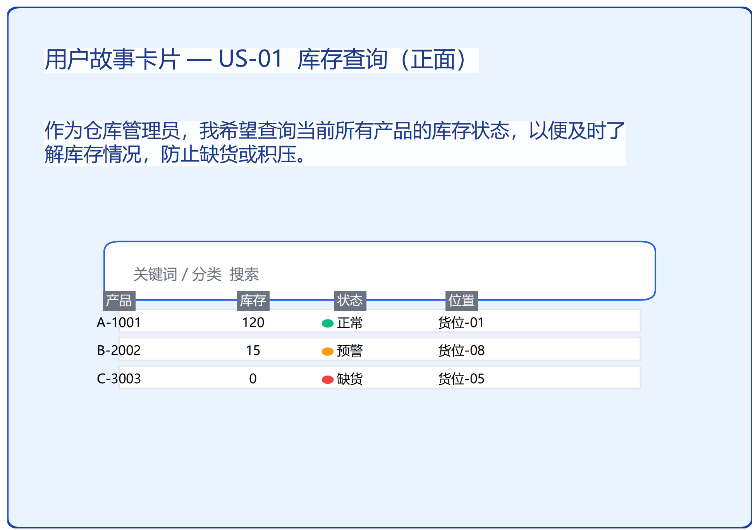 用户故事卡片 — US-01 库存查询（正面）
作为仓库管理员，我希望查询当前所有产品的库存状态，以便及时了
解库存情况，防止缺货或积压。
关键词 / 分类 搜索
产品 库存 状态 位置
A-1001 120 正常 货位-01
B-2002 15 预警 货位-08
C-3003 0 缺货 货位-05